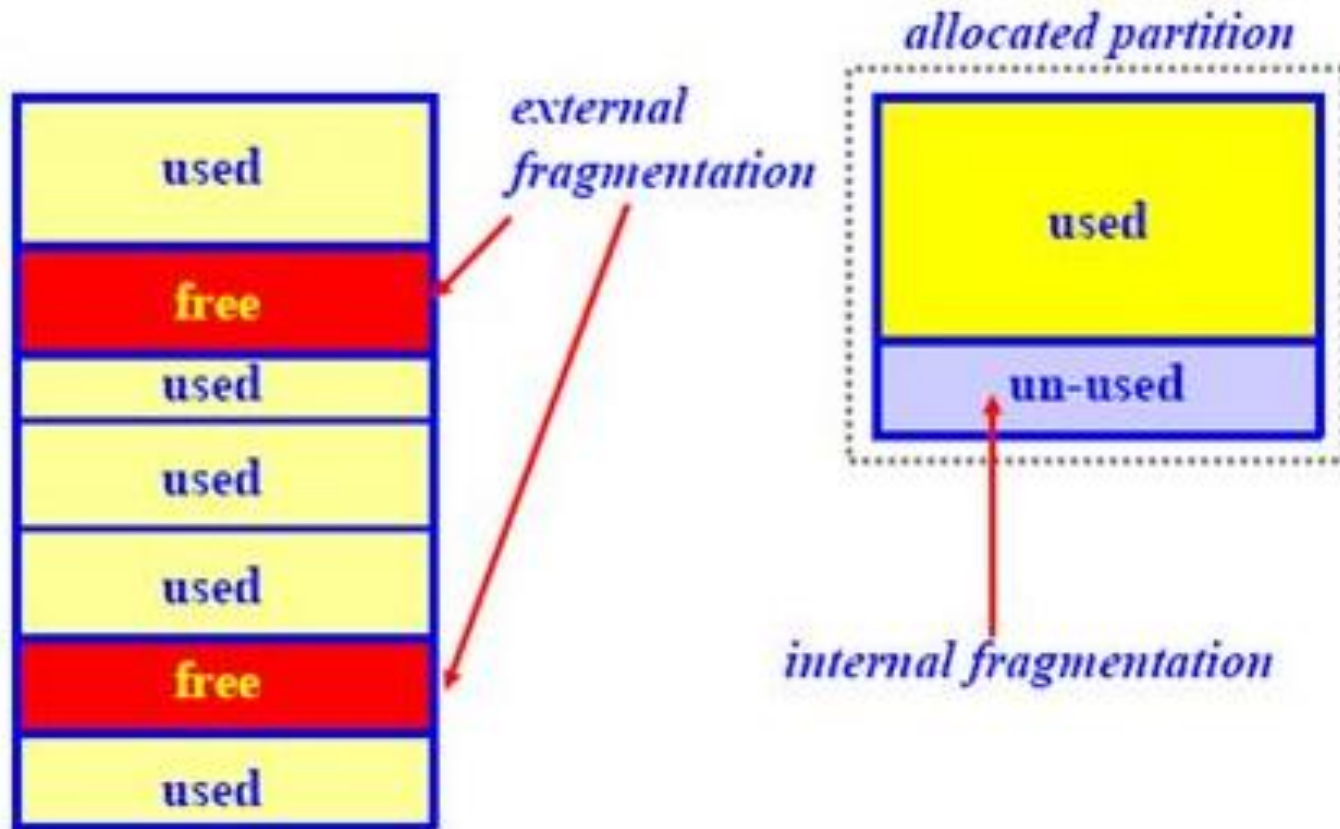 allocated partition
external
fragmentation
used
used
free
used
un-used
used
used
internal fragmentation
free
used